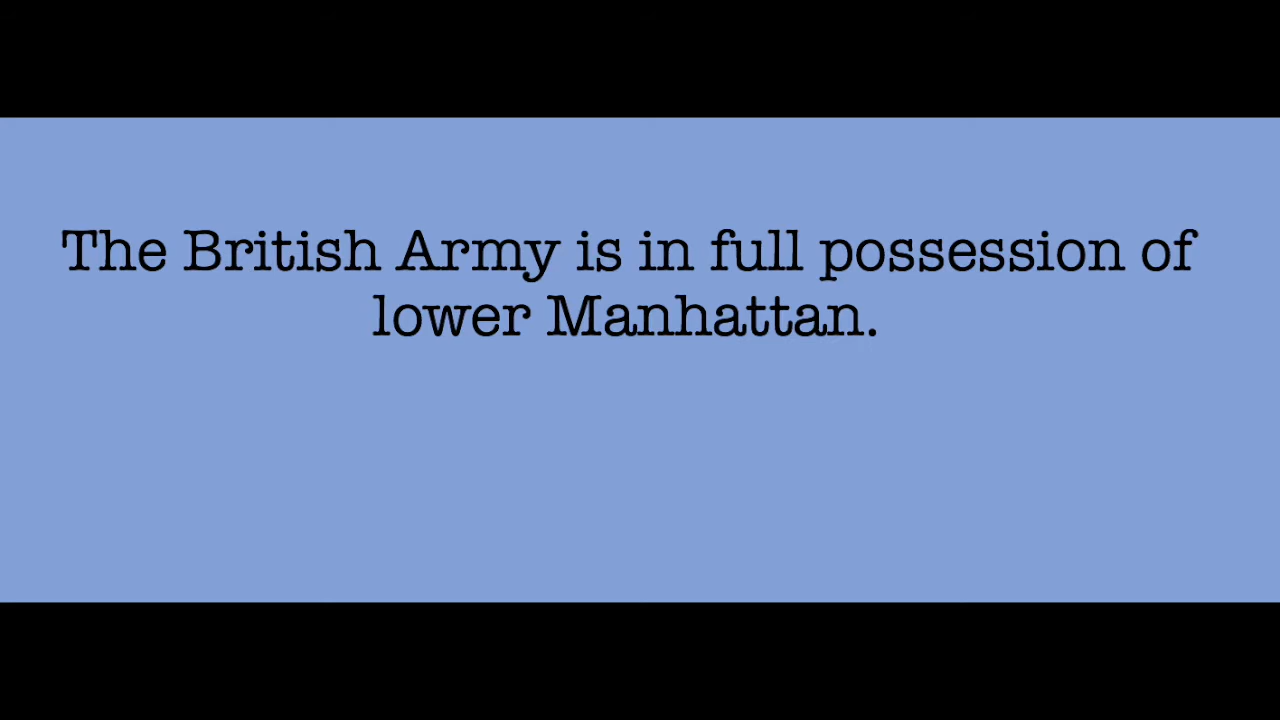 The British Army is in full possession of
lower Manhattan.